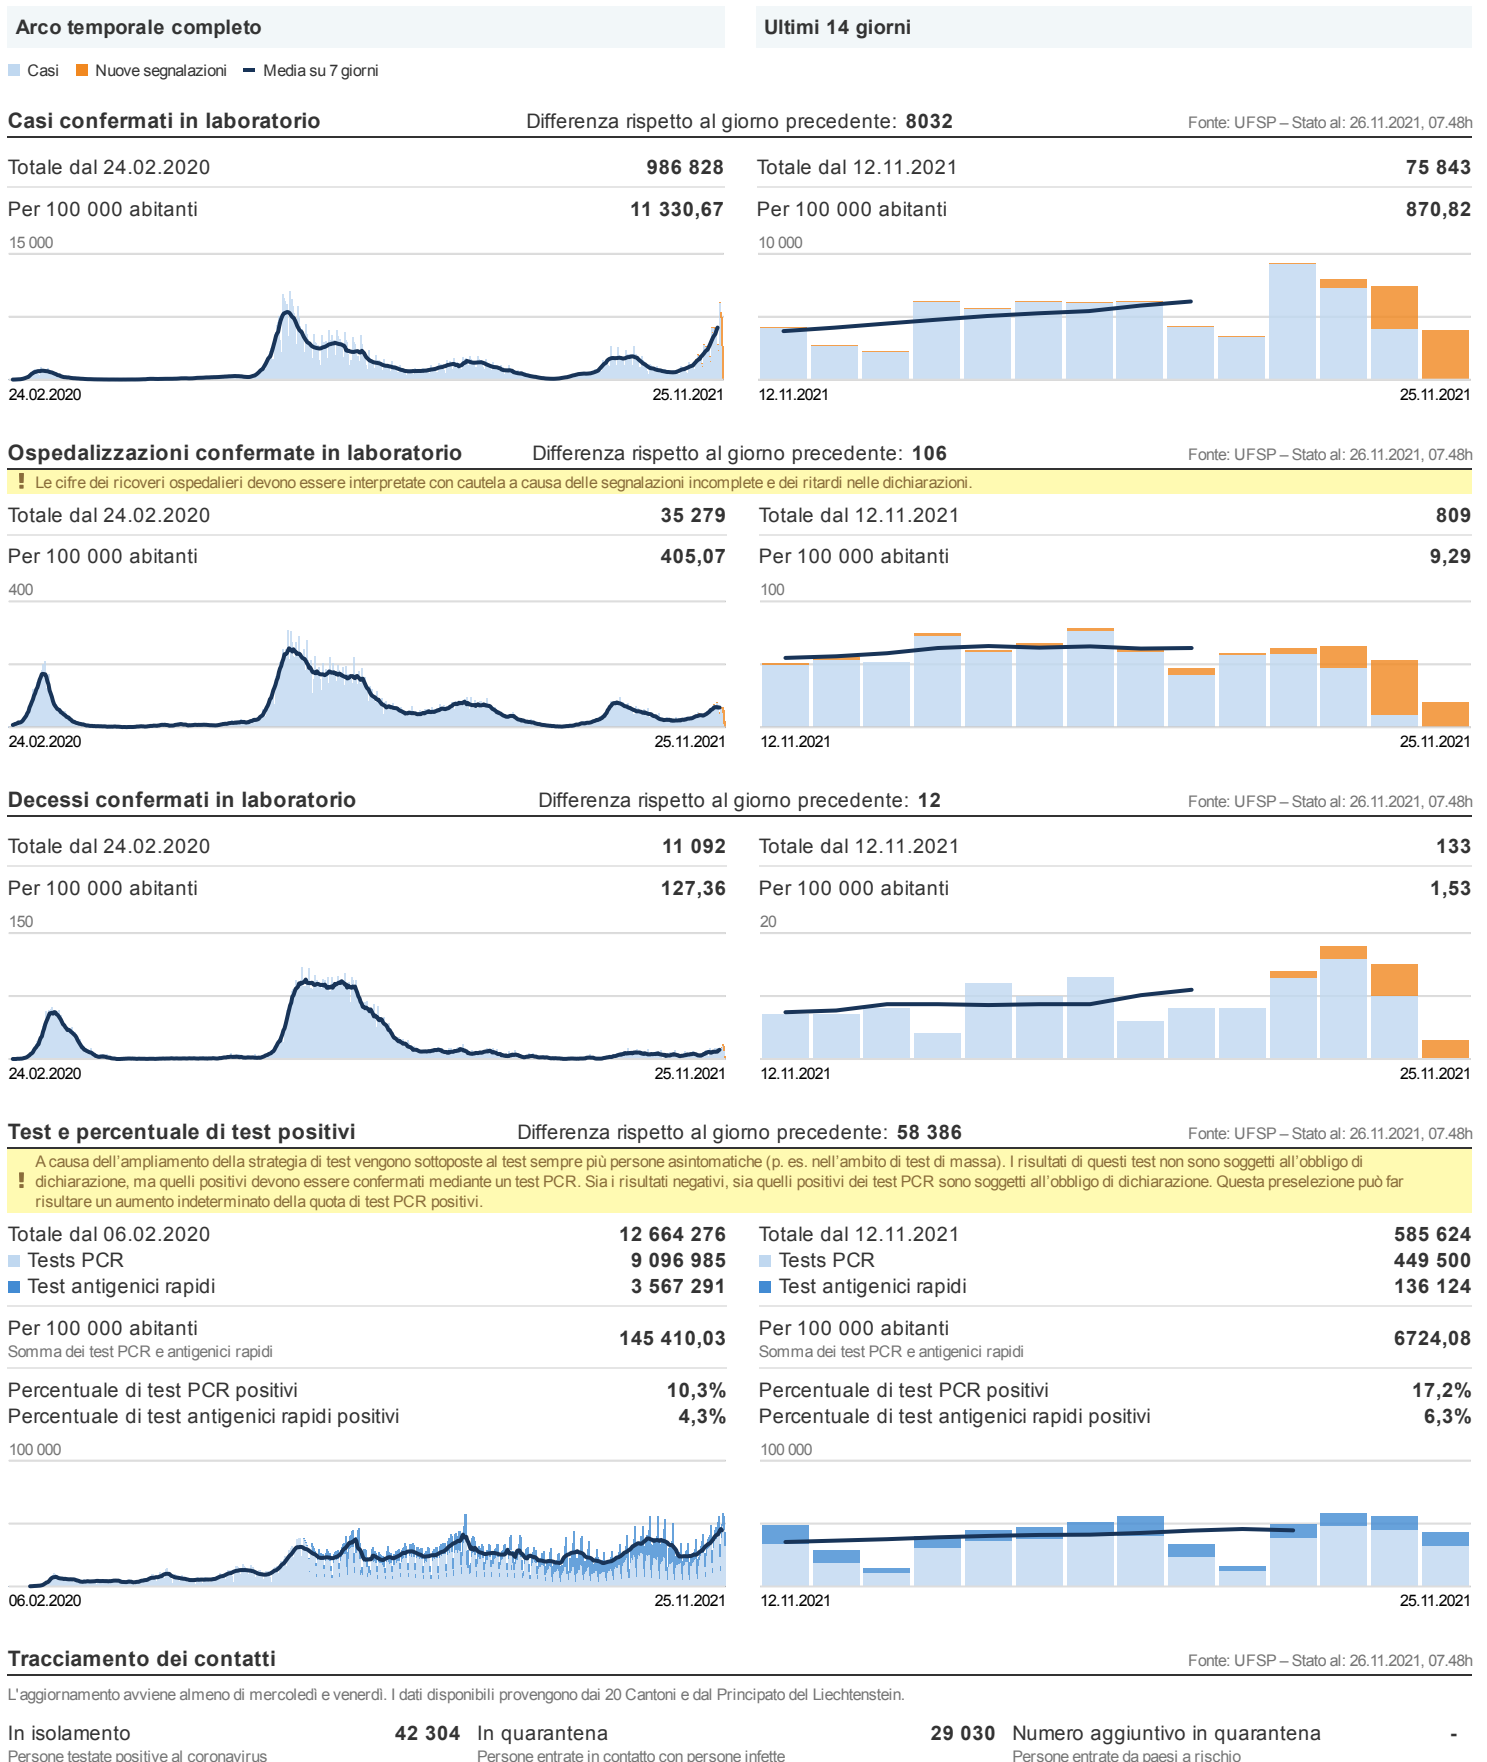 Arco temporale completo
Ultimi 14 giorni
Casi Nuove segnalazioni Media su 7 giorni
Casi confermati in laboratorio Differenza rispetto al giorno precedente: 8032 Fonte: UFSP – Stato al: 26.11.2021, 07.48h
Totale dal 24.02.2020 986 828
Per 100 000 abitanti 11 330,67
15 000
24.02.2020 25.11.2021
Totale dal 12.11.2021 75 843
Per 100 000 abitanti 870,82
10 000
12.11.2021 25.11.2021
Ospedalizzazioni confermate in laboratorio Differenza rispetto al giorno precedente: 106 Fonte: UFSP – Stato al: 26.11.2021, 07.48h
! Le cifre dei ricoveri ospedalieri devono essere interpretate con cautela a causa delle segnalazioni incomplete e dei ritardi nelle dichiarazioni.
Totale dal 24.02.2020 35 279
Per 100 000 abitanti 405,07
400
24.02.2020 25.11.2021
Totale dal 12.11.2021 809
Per 100 000 abitanti 9,29
100
12.11.2021 25.11.2021
Decessi confermati in laboratorio Differenza rispetto al giorno precedente: 12 Fonte: UFSP – Stato al: 26.11.2021, 07.48h
Totale dal 24.02.2020 11 092
Per 100 000 abitanti 127,36
150
24.02.2020 25.11.2021
Totale dal 12.11.2021 133
Per 100 000 abitanti 1,53
20
12.11.2021 25.11.2021
Test e percentuale di test positivi Differenza rispetto al giorno precedente: 58 386 Fonte: UFSP – Stato al: 26.11.2021, 07.48h
A causa dell'ampliamento della strategia di test vengono sottoposte al test sempre più persone asintomatiche (p. es. nell'ambito di test di massa). I risultati di questi test non sono soggetti all'obbligo di
! dichiarazione, ma quelli positivi devono essere confermati mediante un test PCR. Sia i risultati negativi, sia quelli positivi dei test PCR sono soggetti all'obbligo di dichiarazione. Questa preselezione può far
risultare un aumento indeterminato della quota di test PCR positivi.
Totale dal 06.02.2020 12 664 276
Tests PCR 9 096 985
Test antigenici rapidi 3 567 291
Per 100 000 abitanti 145 410,03
Somma dei test PCR e antigenici rapidi
Percentuale di test PCR positivi 10,3%
Percentuale di test antigenici rapidi positivi 4,3%
100 000
06.02.2020 25.11.2021
Totale dal 12.11.2021 585 624
Tests PCR 449 500
Test antigenici rapidi 136 124
Per 100 000 abitanti 6724,08
Somma dei test PCR e antigenici rapidi
Percentuale di test PCR positivi 17,2%
Percentuale di test antigenici rapidi positivi 6,3%
100 000
12.11.2021 25.11.2021
Tracciamento dei contatti Fonte: UFSP – Stato al: 26.11.2021, 07.48h
L'aggiornamento avviene almeno di mercoledì e venerdì. I dati disponibili provengono dai 20 Cantoni e dal Principato del Liechtenstein.
In isolamento 42 304 In quarantena 29 030 Numero aggiuntivo in quarantena -
Persone testate positive al coronavirus Persone entrate in contatto con persone infette Persone entrate da paesi a rischio